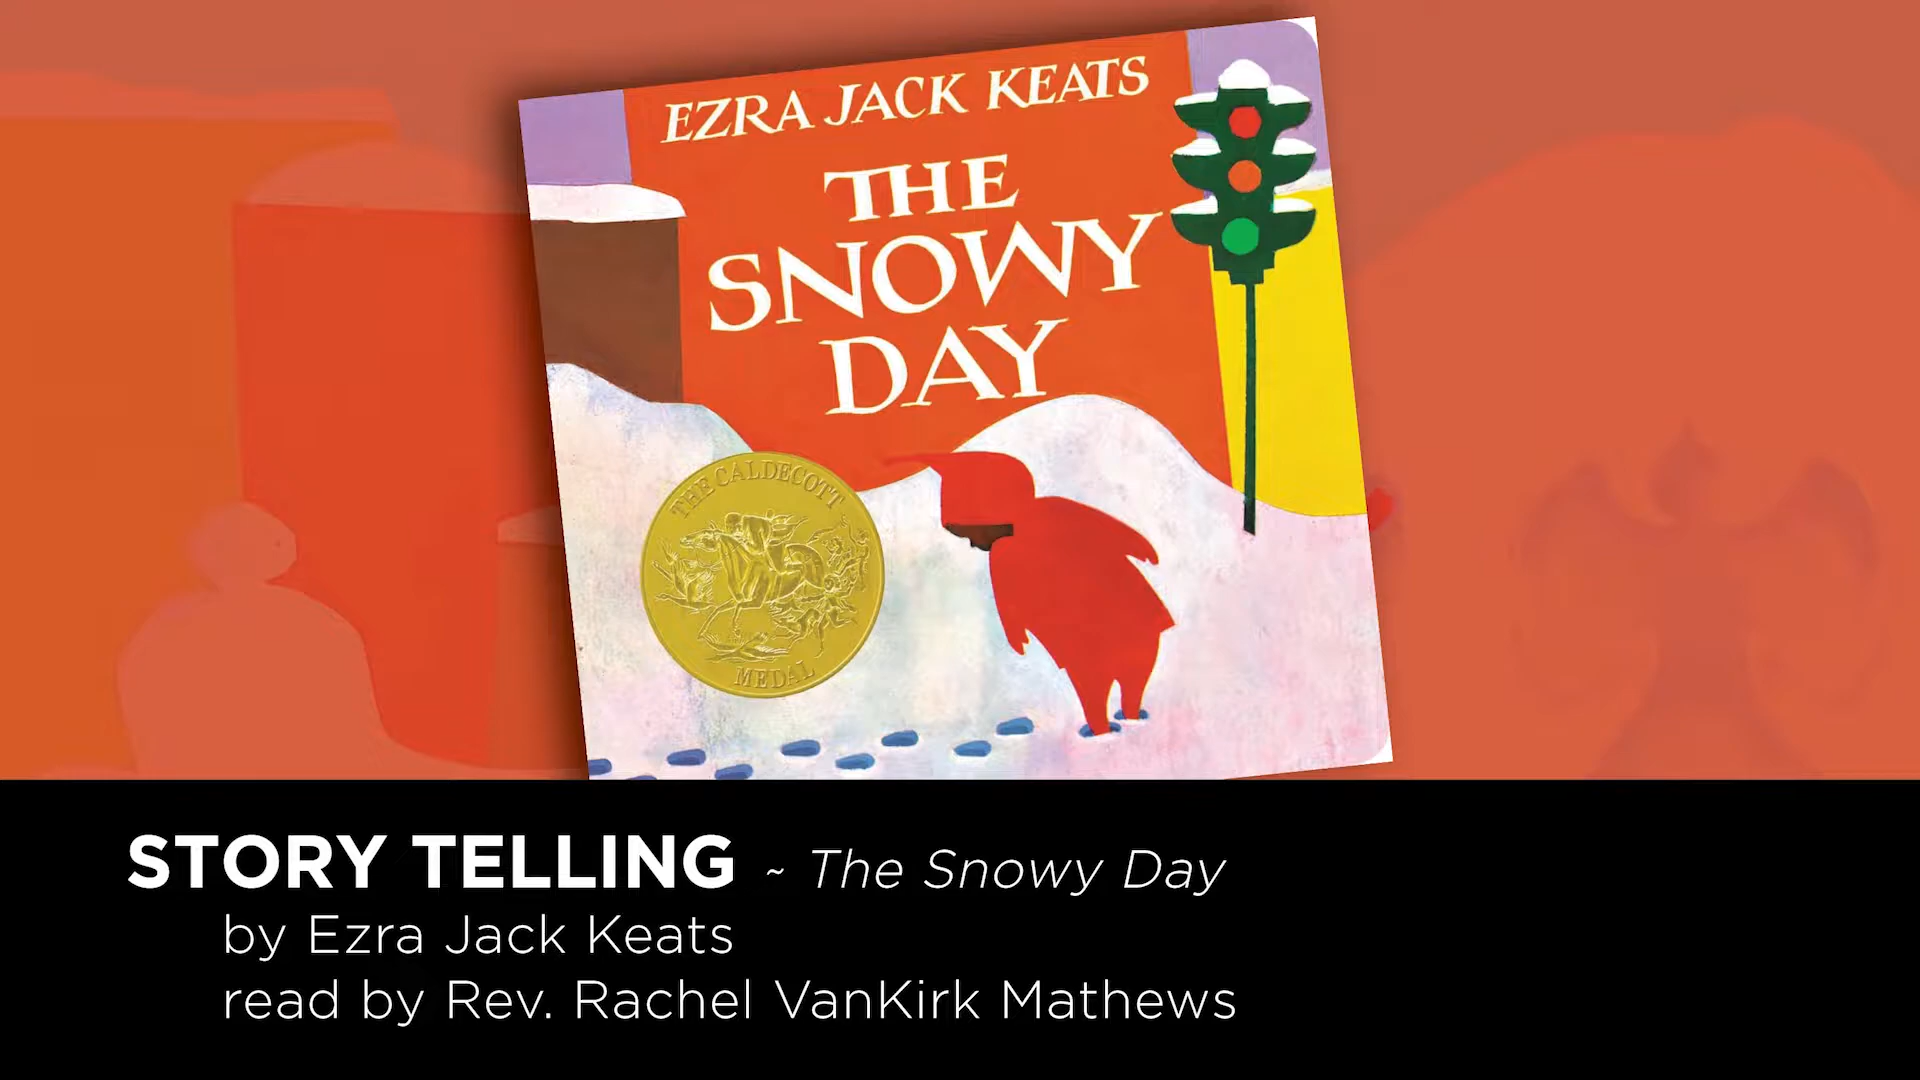 EZRA JACK KEATS
THE
SNOWY
DAY
THE CALDECOTT
MEDAL
STORY TELLING ~ The Snowy Day
by Ezra Jack Keats
read by Rev. Rachel VanKirk Mathews